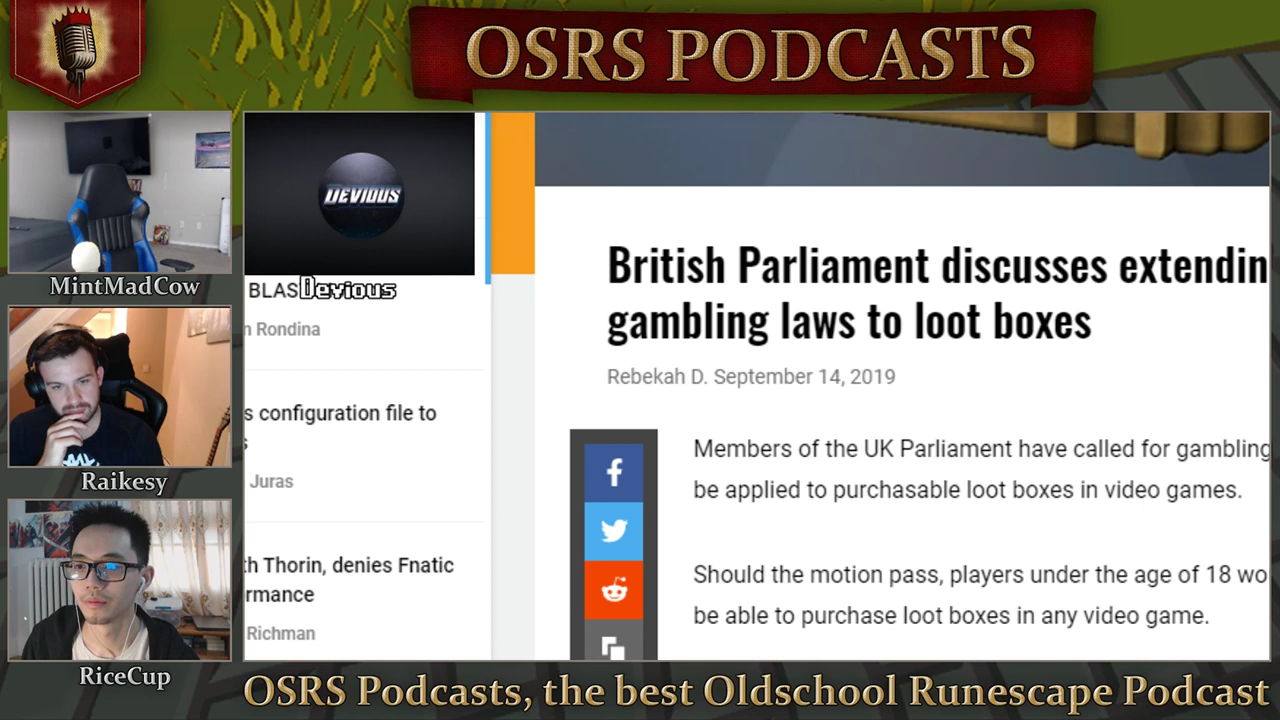 OSRS PODCASTS
MintMadCow
Raikesy
RiceCup
DEVIOUS
Devious
BLAS
n Rondina
s configuration file to
s
Juras
th Thorin, denies Fnatic
rmance
Richman
British Parliament discusses extendin
gambling laws to loot boxes
Rebekah D. September 14, 2019
Members of the UK Parliament have called for gambling
be applied to purchasable loot boxes in video games.
Should the motion pass, players under the age of 18 wo
be able to purchase loot boxes in any video game.
OSRS Podcasts, the best Oldschool Runescape Podcast